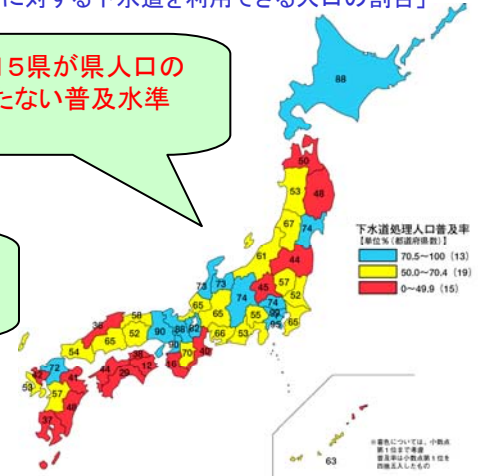 に対する下水道を利用できる人口の割合」
15県が県人口の
たない普及水準
88
50
53 48
67 74
61 44
73 73 45 57
65 65 74 74 52
66 53 55 95 65
58 90 88 82
36 65 52 90 70 40
54 38 12 16
44 29
72 41
42
53 57 48
37
63
下水道処理人口普及率
【単位%(都道府県数)】
70.5~100 (13)
50.0~70.4 (19)
0~49.9 (15)
※着色については、小数点
第1位まで考慮
普及率は小数点第1位を
四捨五入したもの